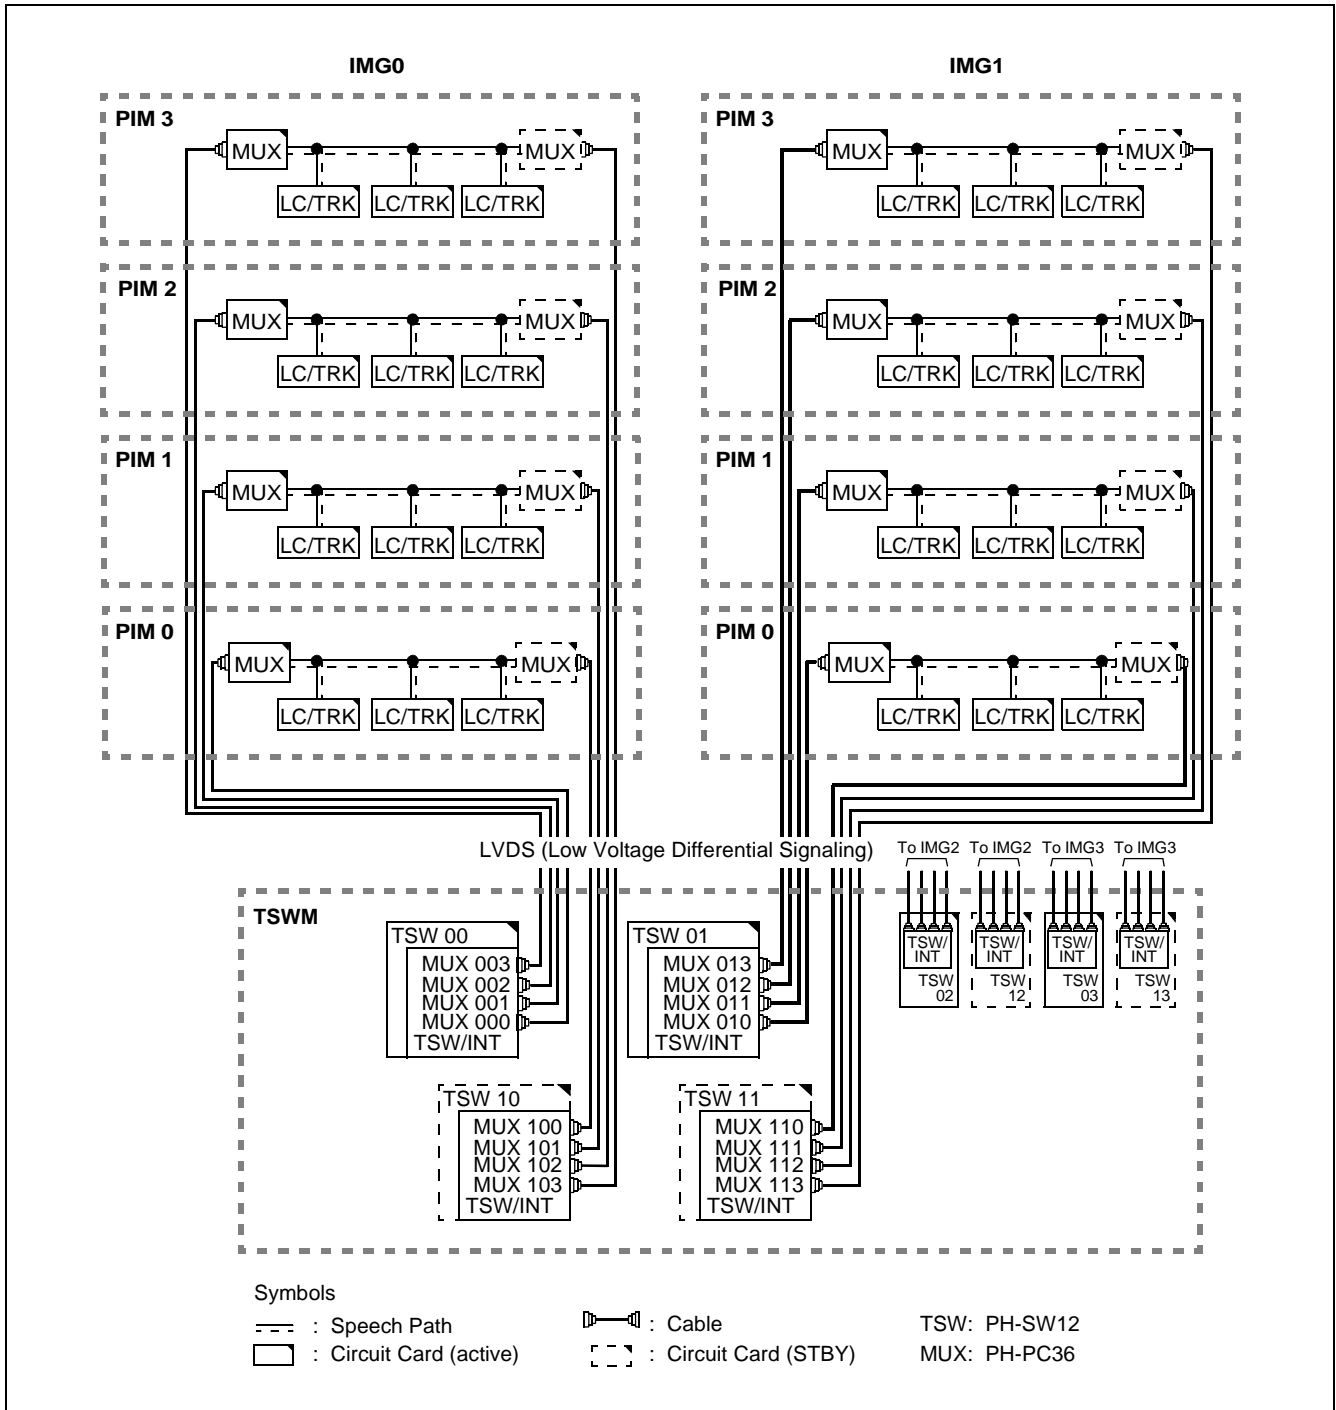 IMG0
IMG1
PIM 3
MUX
MUX
LC/TRK LC/TRK LC/TRK
PIM 3
MUX
MUX
LC/TRK LC/TRK LC/TRK
PIM 2
MUX
MUX
LC/TRK LC/TRK LC/TRK
PIM 2
MUX
MUX
LC/TRK LC/TRK LC/TRK
PIM 1
MUX
MUX
LC/TRK LC/TRK LC/TRK
PIM 1
MUX
MUX
LC/TRK LC/TRK LC/TRK
PIM 0
MUX
MUX
LC/TRK LC/TRK LC/TRK
PIM 0
MUX
MUX
LC/TRK LC/TRK LC/TRK
LVDS (Low Voltage Differential Signaling)
To IMG2 To IMG2 To IMG3 To IMG3
TSWM
TSW 00
MUX 003
MUX 002
MUX 001
MUX 000
TSW/INT
TSW 01
MUX 013
MUX 012
MUX 011
MUX 010
TSW/INT
TSW/
INT
TSW
02
TSW/
INT
TSW
12
TSW/
INT
TSW
03
TSW/
INT
TSW
13
TSW 10
MUX 100
MUX 101
MUX 102
MUX 103
TSW/INT
TSW 11
MUX 110
MUX 111
MUX 112
MUX 113
TSW/INT
Symbols
: Speech Path
: Cable
TSW: PH-SW12
: Circuit Card (active)
: Circuit Card (STBY)
MUX: PH-PC36